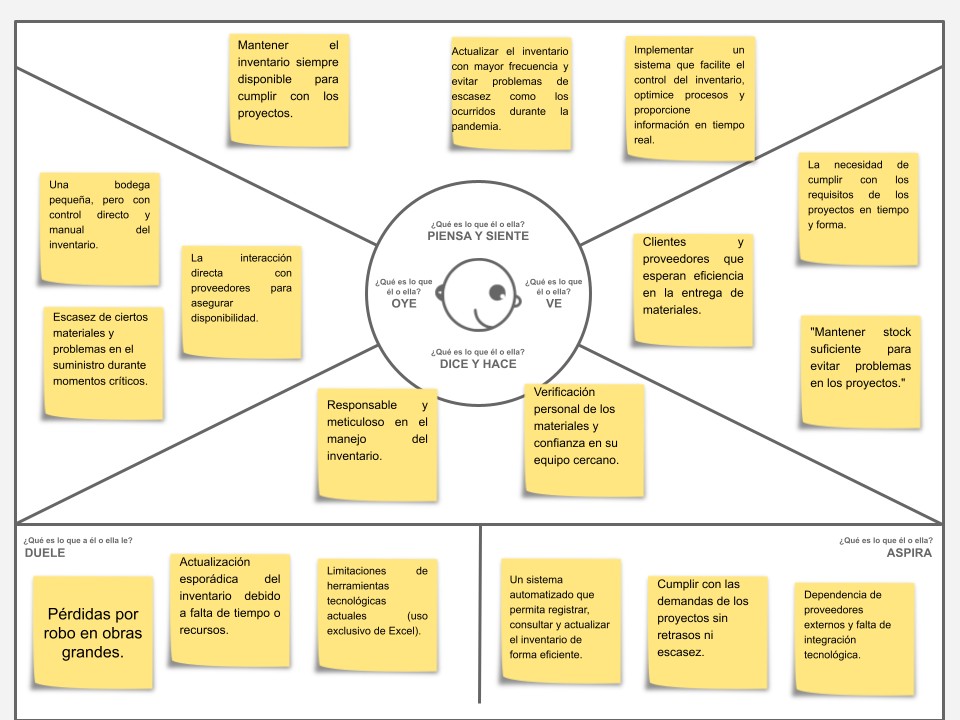 Mantener el
inventario siempre
disponible para
cumplir con los
proyectos.
Actualizar el inventario
con mayor frecuencia y
evitar problemas de
escasez como los
ocurridos durante la
pandemia.
Implementar un
sistema que facilite el
control del inventario,
optimice procesos y
proporcione
información en tiempo
real.
Una bodega
pequeña, pero con
control directo y
manual del
inventario.
La interacción
directa con
proveedores para
asegurar
disponibilidad.
Escasez de ciertos
materiales y
problemas en el
suministro durante
momentos críticos.
¿Qué es lo que él o ella?
PIENSA Y SIENTE
¿Qué es lo que
él o ella?
OYE
¿Qué es lo que
él o ella?
VE
¿Qué es lo que él o ella?
DICE Y HACE
La necesidad de
cumplir con los
requisitos de los
proyectos en tiempo
y forma.
Clientes y
proveedores que
esperan eficiencia
en la entrega de
materiales.
"Mantener stock
suficiente para
evitar problemas
en los proyectos."
Responsable y
meticuloso en el
manejo del
inventario.
Verificación
personal de los
materiales y
confianza en su
equipo cercano.
¿Qué es lo que a él o ella le?
DUELE
Pérdidas por
robo en obras
grandes.
Actualización
esporádica del
inventario debido
a falta de tiempo o
recursos.
Limitaciones de
herramientas
tecnológicas
actuales (uso
exclusivo de Excel).
¿Qué es lo que él o ella?
ASPIRA
Un sistema
automatizado que
permita registrar,
consultar y actualizar
el inventario de
forma eficiente.
Cumplir con las
demandas de los
proyectos sin
retrasos ni
escasez.
Dependencia de
proveedores
externos y falta de
integración
tecnológica.